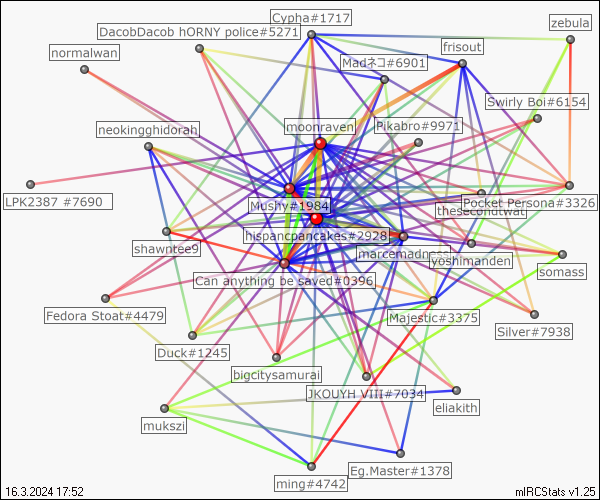 Cypha#1717
zebula
DacobDacob hORNY police#5271
frisout
normalwan
Madネコ#6901
Swirly Boi#6154
moonraven
Pikabro#9971
neokingghidorah
LPK2387 #7690
Mushy#1984
Pocket Persona#3326
thesecondtwat
hispancpancakes#2928
shawntee9
marcemadness
yoshimanden
somass
Can anything be saved#0396
Fedora Stoat#4479
Majestic#3375
Silver#7938
Duck#1245
bigcitysamurai
JKOUYH VIII#7034
eliakith
mukszi
Eg.Master#1378
ming#4742
16.3.2024 17:52
mIRCStats v1.25